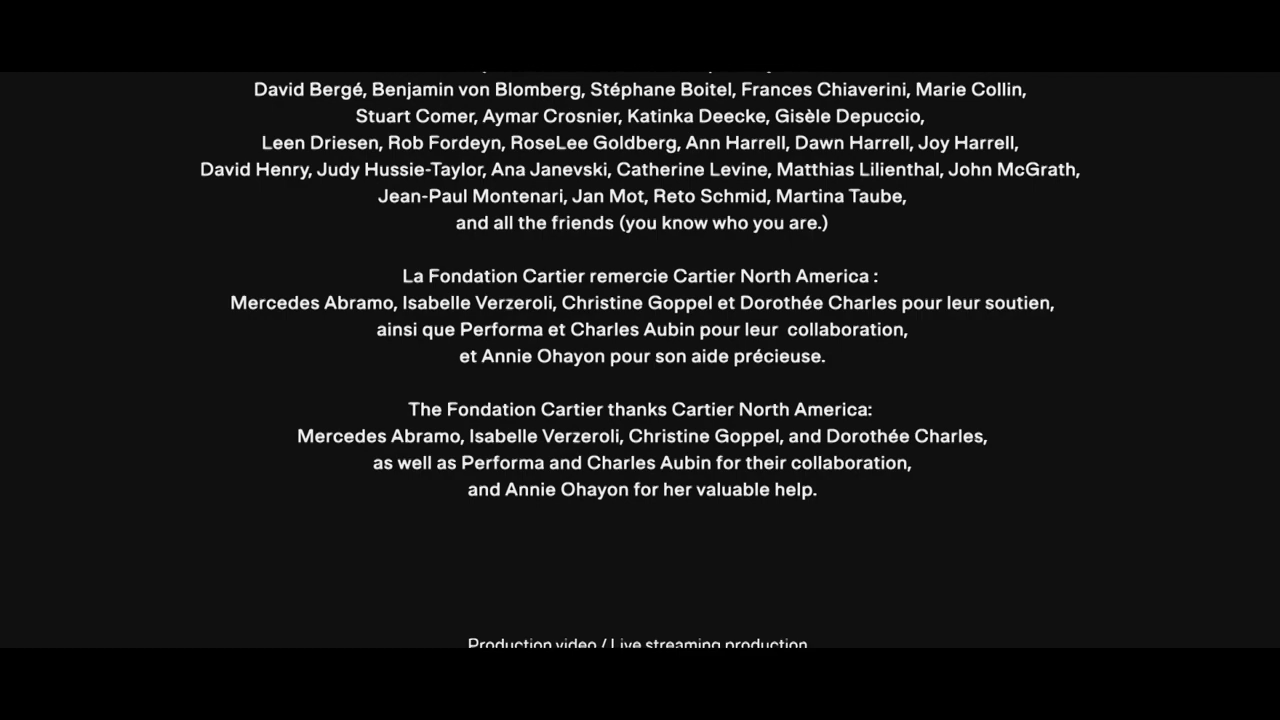 David Bergé, Benjamin von Blomberg, Stéphane Boitel, Frances Chiaverini, Marie Collin,
Stuart Comer, Aymar Crosnier, Katinka Deecke, Gisèle Depuccio,
Leen Driesen, Rob Fordeyn, RoseLee Goldberg, Ann Harrell, Dawn Harrell, Joy Harrell,
David Henry, Judy Hussie-Taylor, Ana Janevski, Catherine Levine, Matthias Lilienthal, John McGrath,
Jean-Paul Montenari, Jan Mot, Reto Schmid, Martina Taube,
and all the friends (you know who you are.)
La Fondation Cartier remercie Cartier North America :
Mercedes Abramo, Isabelle Verzeroli, Christine Goppel et Dorothée Charles pour leur soutien,
ainsi que Performa et Charles Aubin pour leur  collaboration,
et Annie Ohayon pour son aide précieuse.
The Fondation Cartier thanks Cartier North America:
Mercedes Abramo, Isabelle Verzeroli, Christine Goppel, and Dorothée Charles,
as well as Performa and Charles Aubin for their collaboration,
and Annie Ohayon for her valuable help.
Production video / Live streaming production